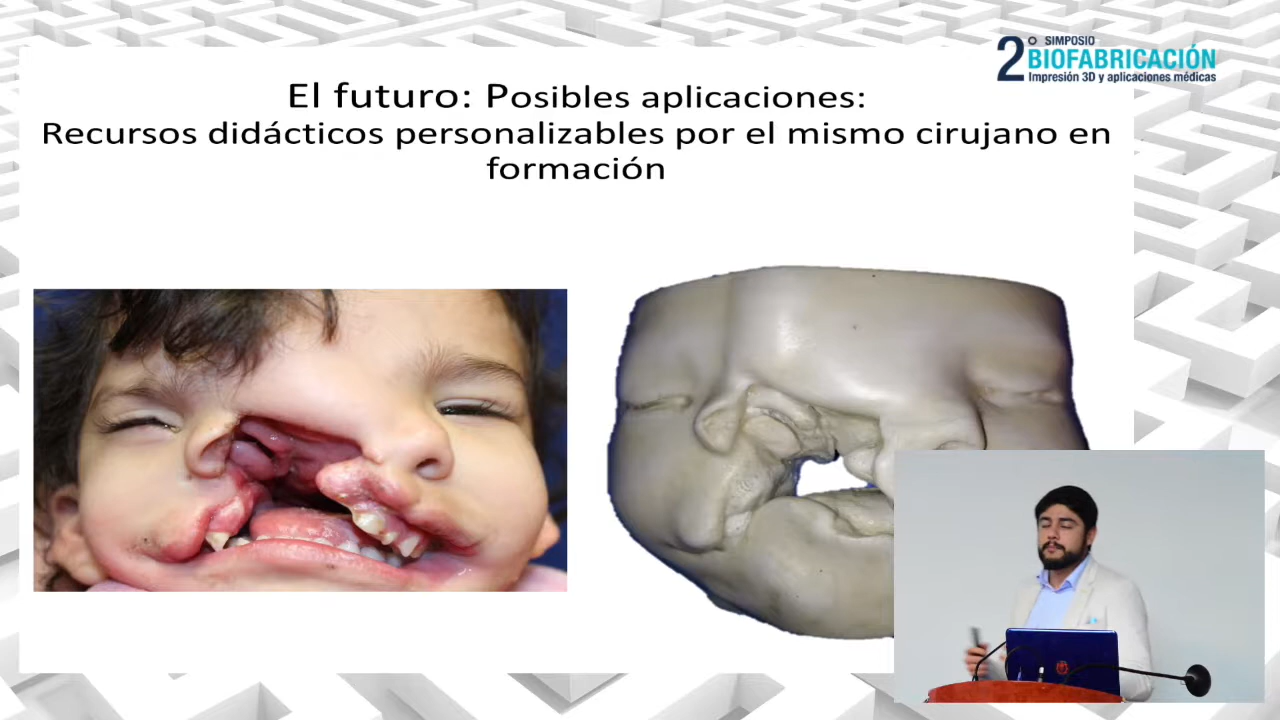 2º SIMPOSIO
BIOFABRICACIÓN
Impresión 3D y aplicaciones médicas
El futuro: Posibles aplicaciones:
Recursos didácticos personalizables por el mismo cirujano en
formación